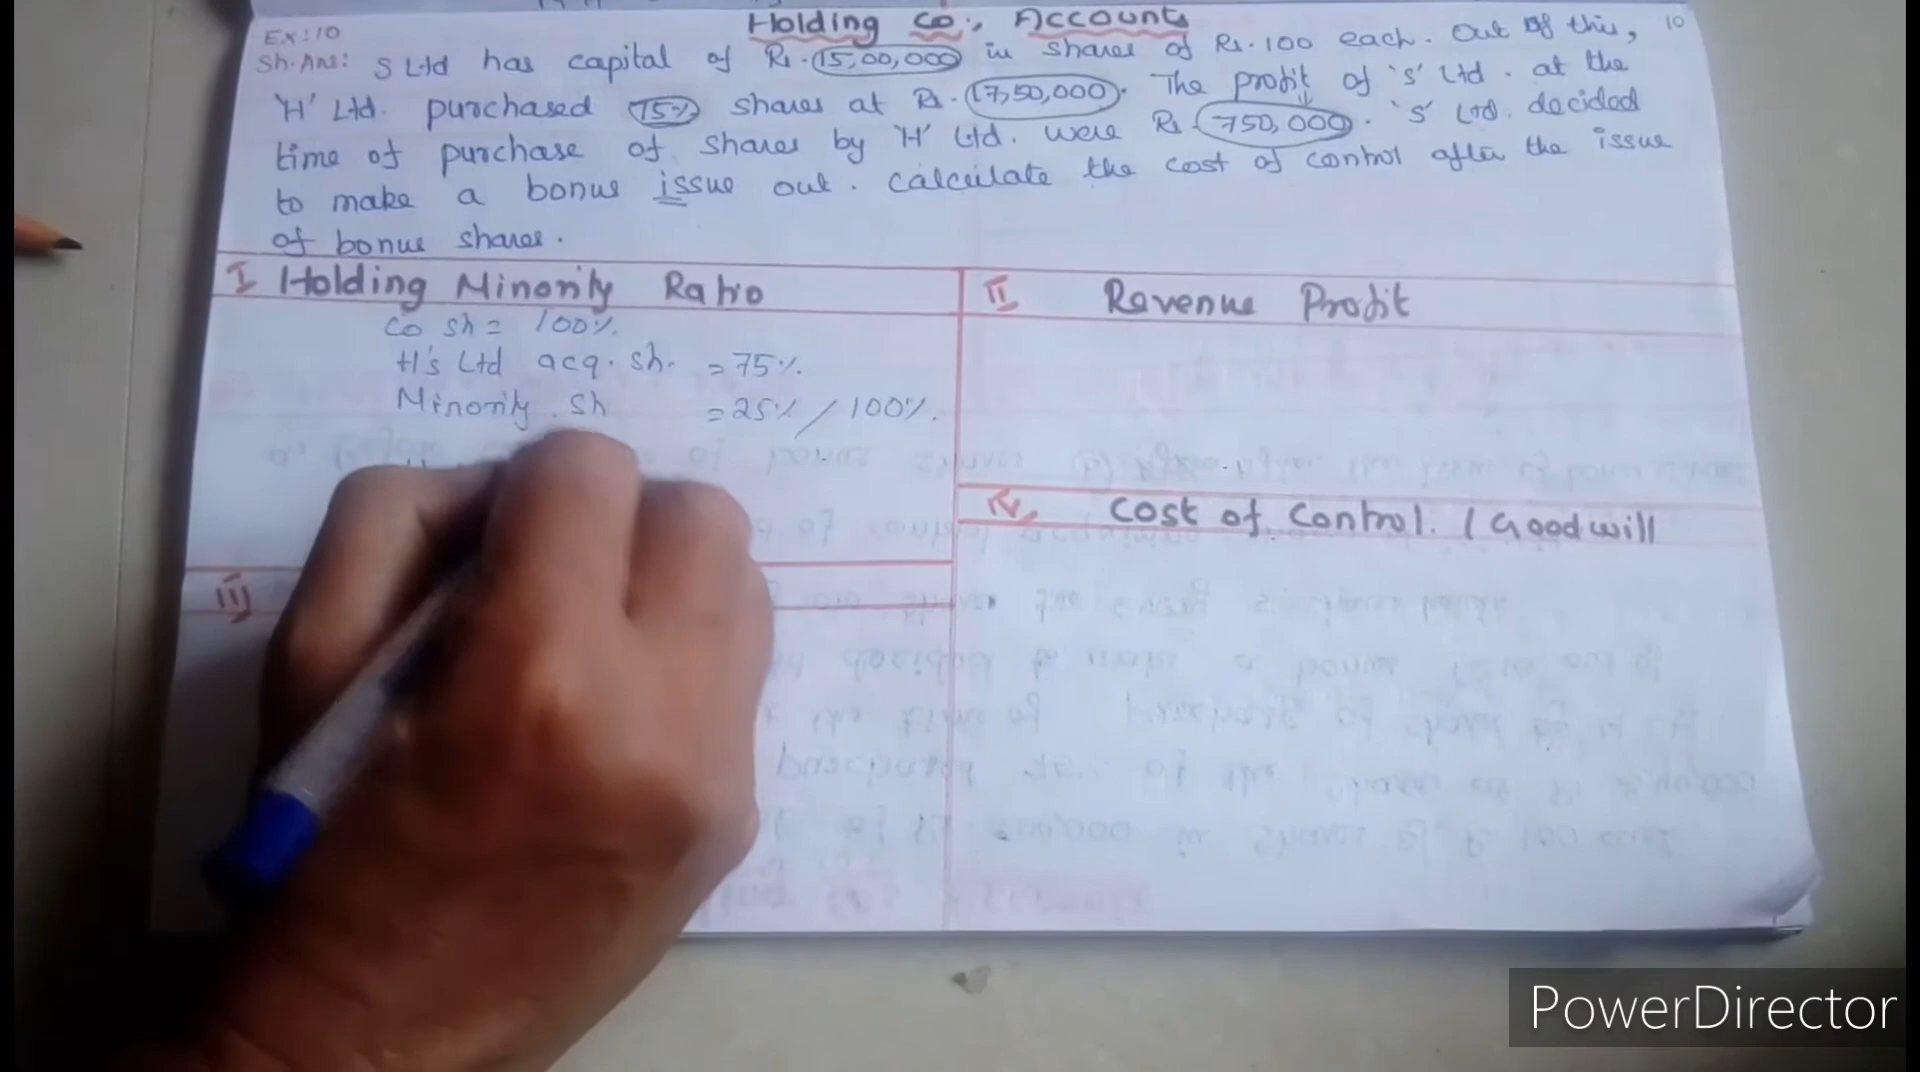 Holding Co., Accounts
Ex:10
10
Sh.Ans: S Ltd has capital of Rs. 15,00,000 in shares of Rs. 100 each. Out of this,
'H' Ltd. purchased 75% shares at Rs. 17,50,000. The profit of 'S' Ltd. at the
time of purchase of shares by 'H' Ltd. were Rs. 750,000. 'S' Ltd. decided
to make a bonus issue out. calculate the cost of control after the issue
of bonus shares.
I Holding Minority Ratio
Co sh = 100%.
H's Ltd acq. sh. = 75%.
Minority sh = 25% / 100%.
II Revenue Profit
III
IV Cost of Control. / Goodwill
PowerDirector